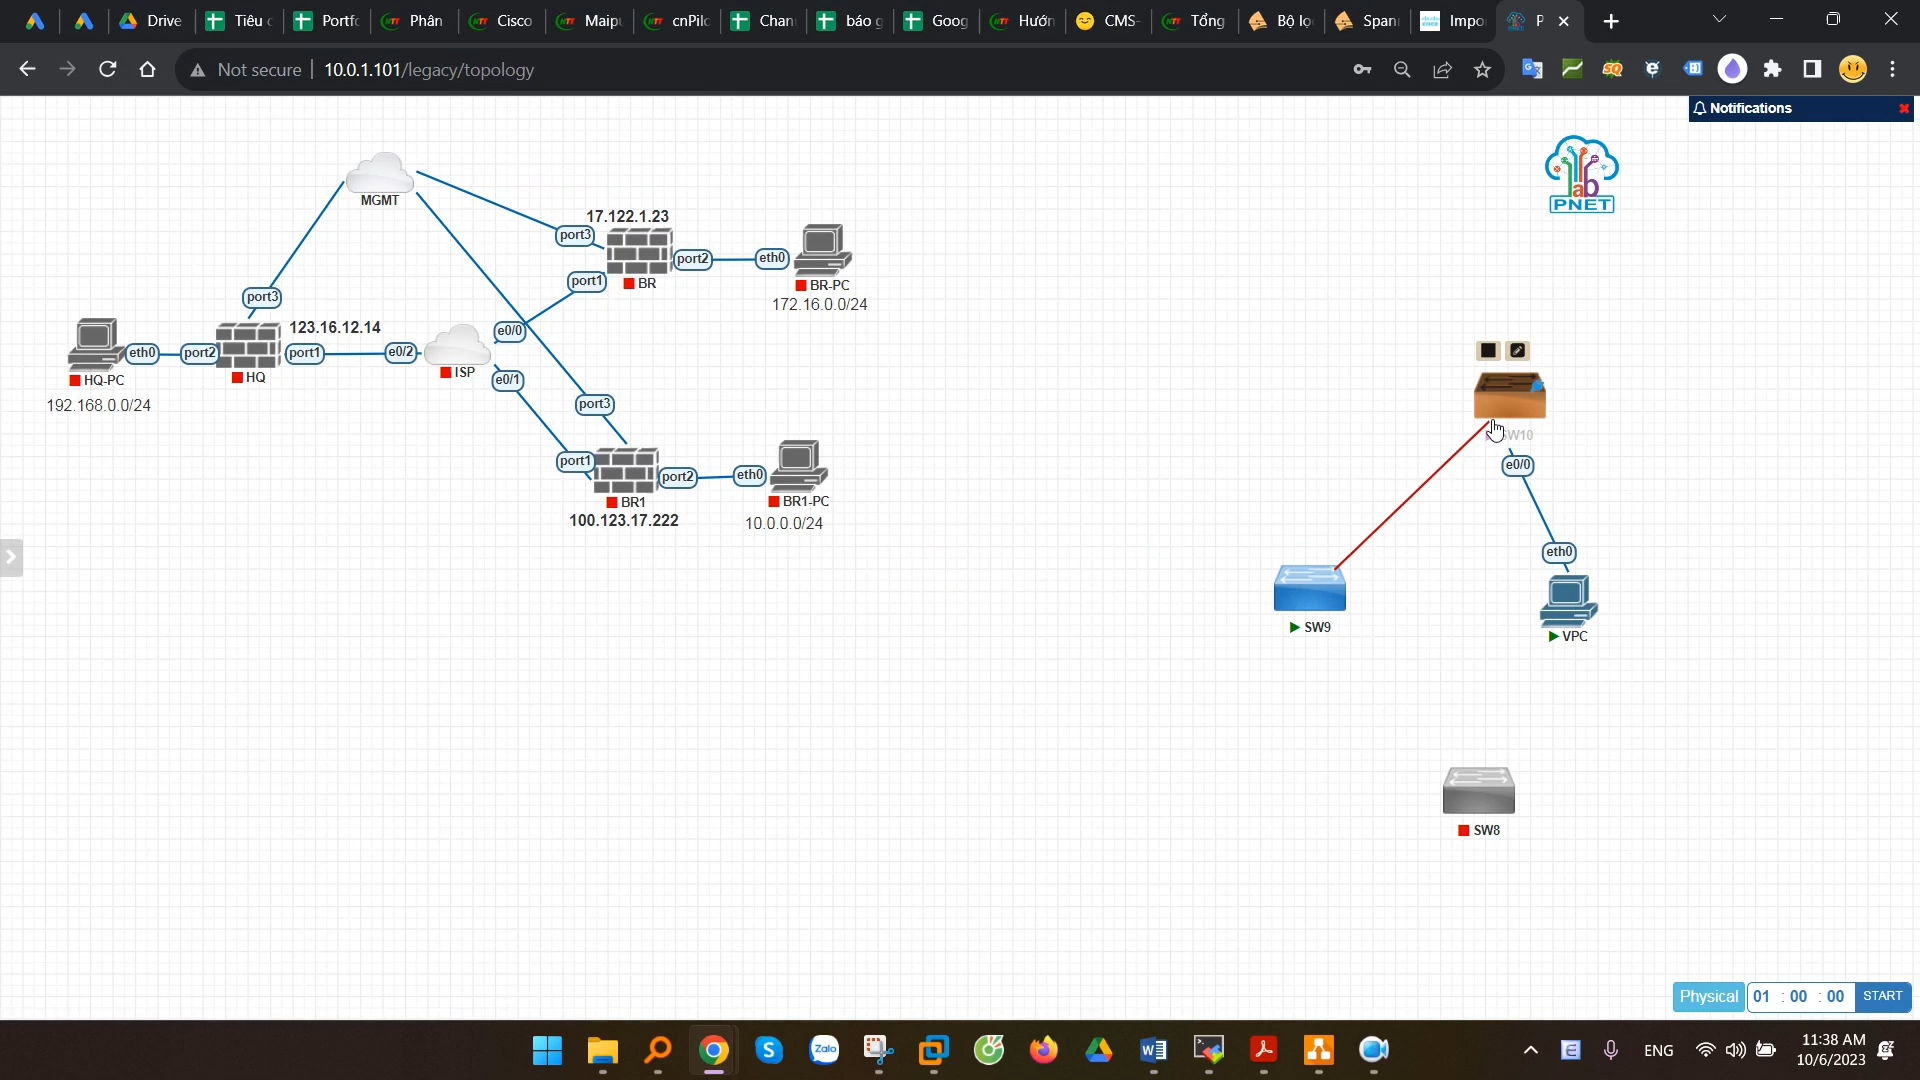 Drive
Tiêu c
Portfo
Phân
Cisco
Maipu
cnPilo
Chan
báo g
Goog
Hướn
CMS-
Tổng
Bộ lọ
Span
Impo
P
Not secure
10.0.1.101/legacy/topology
Notifications
lab
PNET
MGMT
17.122.1.23
port3
port2
eth0
port1
BR
BR-PC
172.16.0.0/24
port3
123.16.12.14
e0/0
eth0
port2
port1
e0/2
HQ-PC
HQ
ISP
e0/1
192.168.0.0/24
port3
port1
port2
eth0
BR1
BR1-PC
100.123.17.222
10.0.0.0/24
SW10
e0/0
eth0
SW9
VPC
SW8
Physical
01 : 00 : 00
START
Zalo
ENG
11:38 AM
10/6/2023